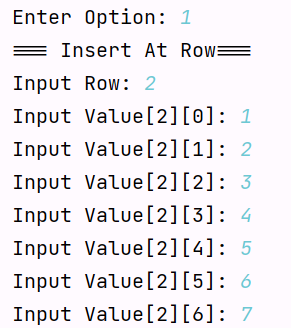 Enter Option: 1
=== Insert At Row===
Input Row: 2
Input Value[2][0]: 1
Input Value[2][1]: 2
Input Value[2][2]: 3
Input Value[2][3]: 4
Input Value[2][4]: 5
Input Value[2][5]: 6
Input Value[2][6]: 7